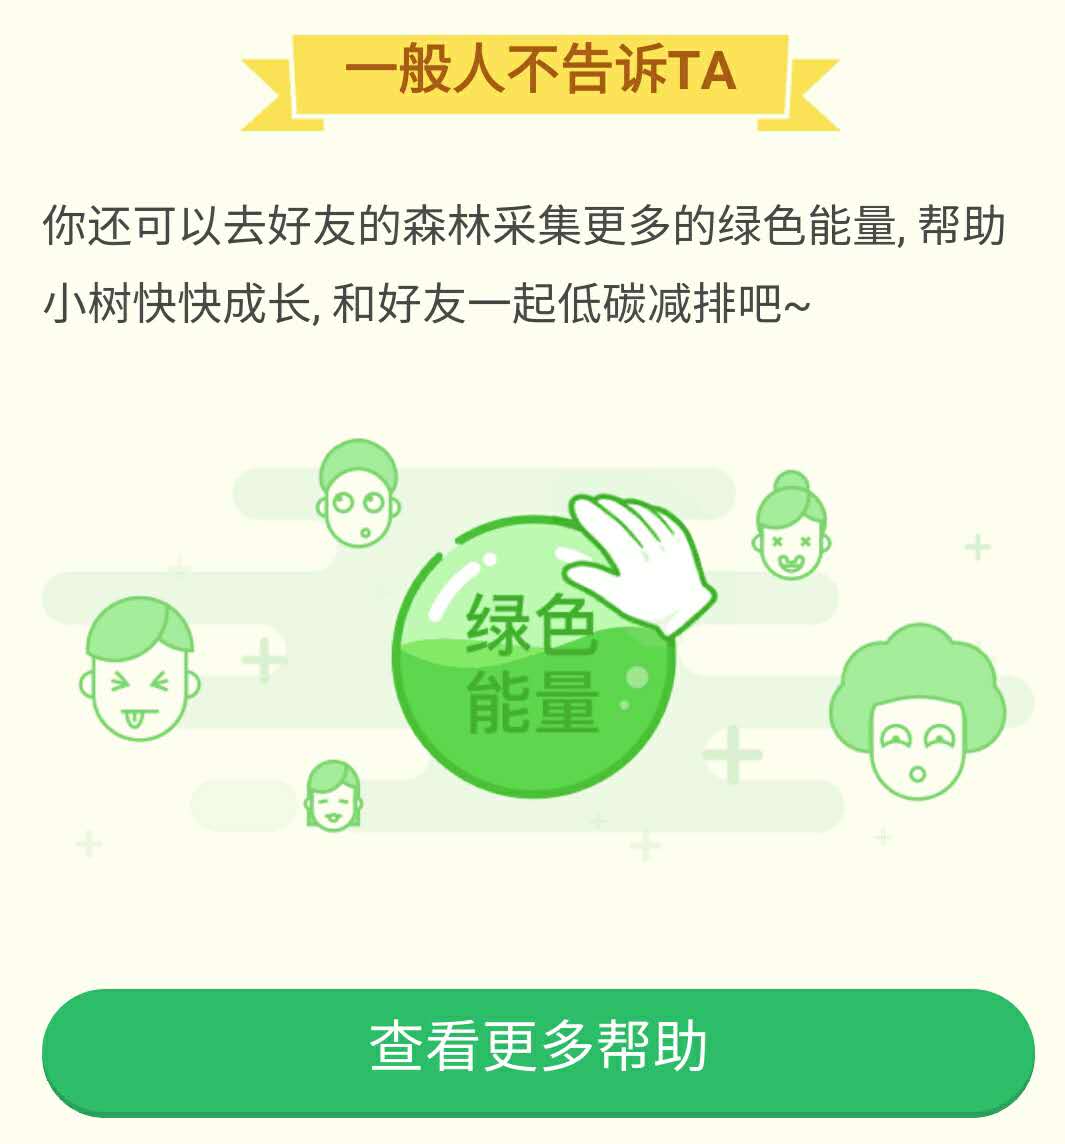 一般人不告诉TA
你还可以去好友的森林采集更多的绿色能量, 帮助
小树快快成长, 和好友一起低碳减排吧~
绿色
能量
查看更多帮助